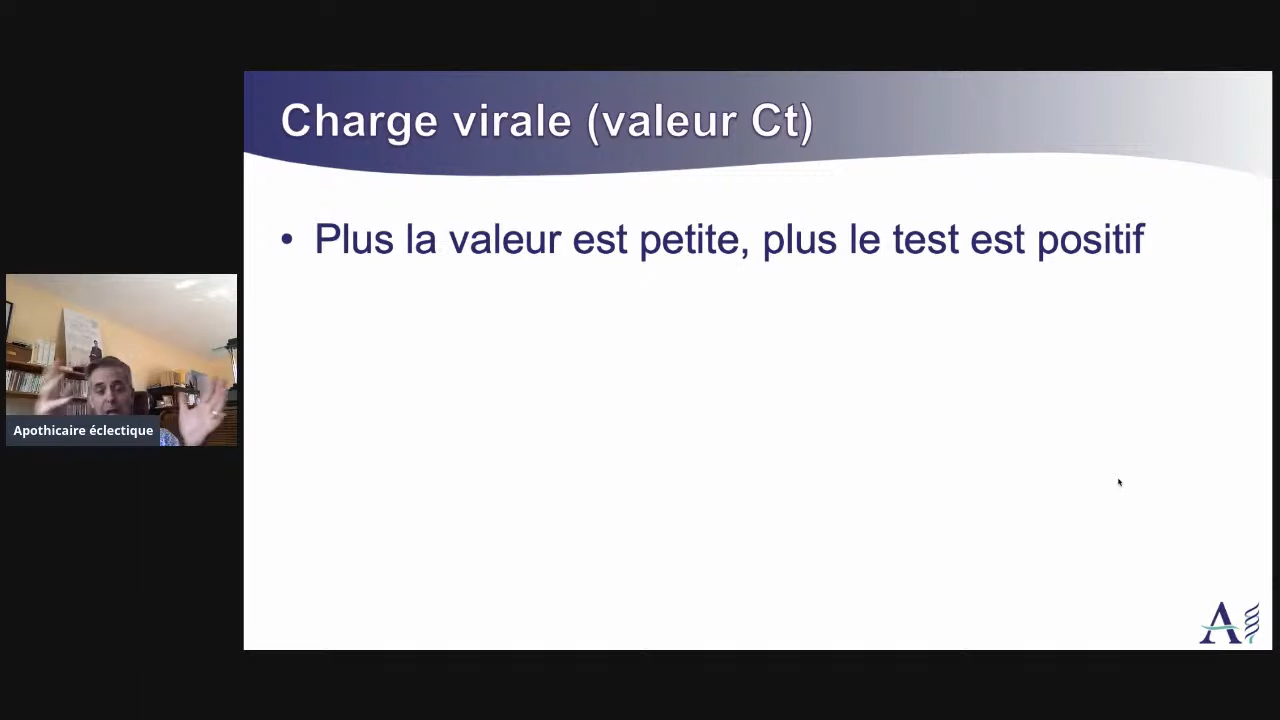 Charge virale (valeur Ct)
• Plus la valeur est petite, plus le test est positif
Apothicaire éclectique
A